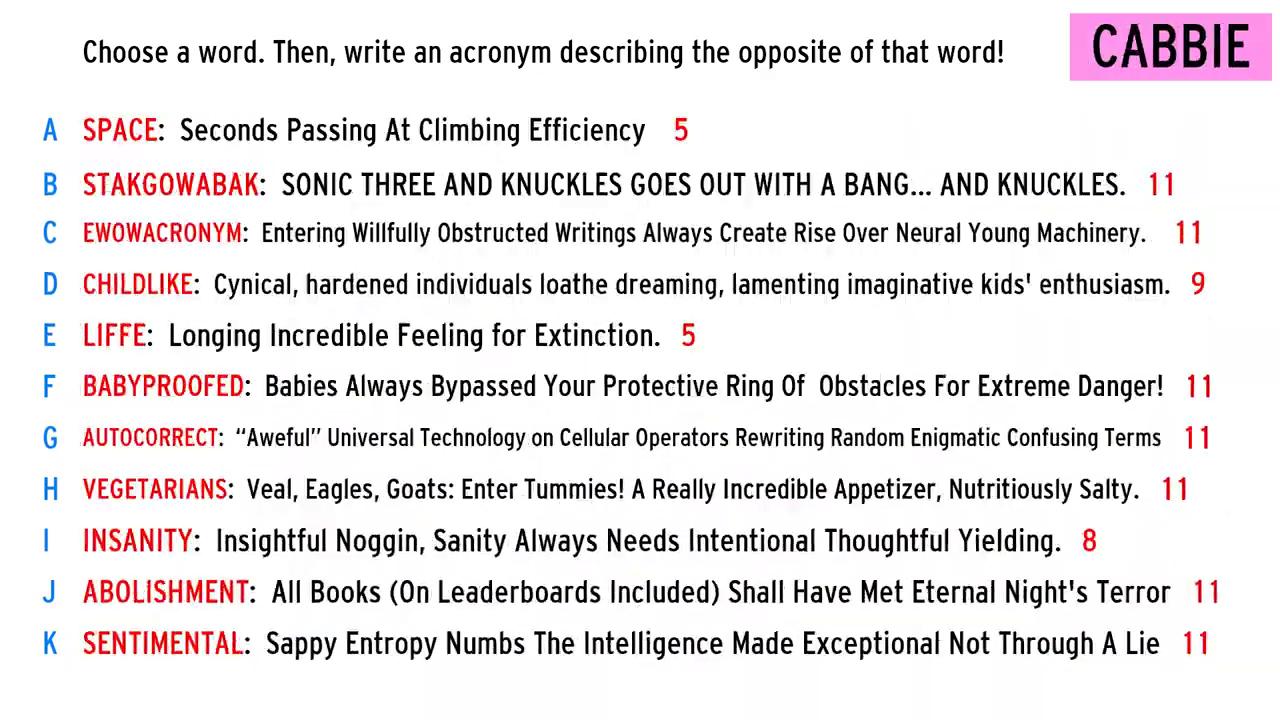 Choose a word. Then, write an acronym describing the opposite of that word!
CABBIE
A SPACE: Seconds Passing At Climbing Efficiency 5
B STAKGOWABAK: SONIC THREE AND KNUCKLES GOES OUT WITH A BANG... AND KNUCKLES. 11
C EWOWACRONYM: Entering Willfully Obstructed Writings Always Create Rise Over Neural Young Machinery. 11
D CHILDLIKE: Cynical, hardened individuals loathe dreaming, lamenting imaginative kids' enthusiasm. 9
E LIFFE: Longing Incredible Feeling for Extinction. 5
F BABYPROOFED: Babies Always Bypassed Your Protective Ring Of Obstacles For Extreme Danger! 11
G AUTOCORRECT: “Aweful” Universal Technology on Cellular Operators Rewriting Random Enigmatic Confusing Terms 11
H VEGETARIANS: Veal, Eagles, Goats: Enter Tummies! A Really Incredible Appetizer, Nutritiously Salty. 11
I INSANITY: Insightful Noggin, Sanity Always Needs Intentional Thoughtful Yielding. 8
J ABOLISHMENT: All Books (On Leaderboards Included) Shall Have Met Eternal Night's Terror 11
K SENTIMENTAL: Sappy Entropy Numbs The Intelligence Made Exceptional Not Through A Lie 11